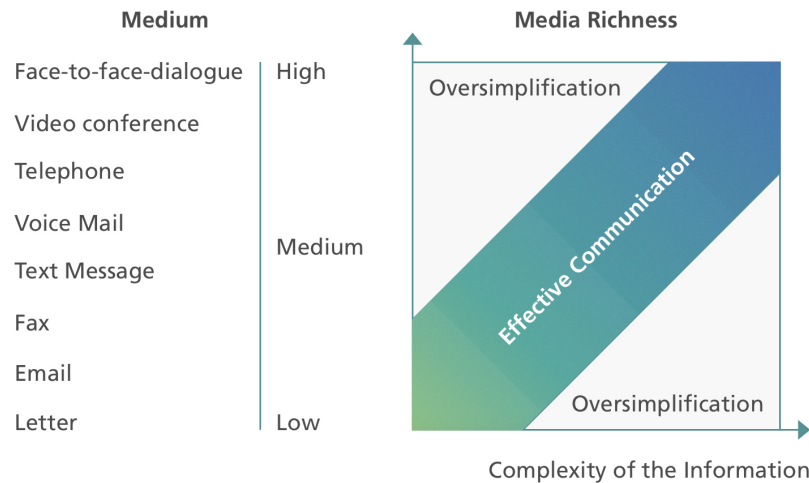 Medium
Media Richness
Face-to-face-dialogue
High
Oversimplification
Video conference
Telephone
Voice Mail
Medium
Text Message
Effective Communication
Fax
Email
Oversimplification
Letter
Low
Complexity of the Information